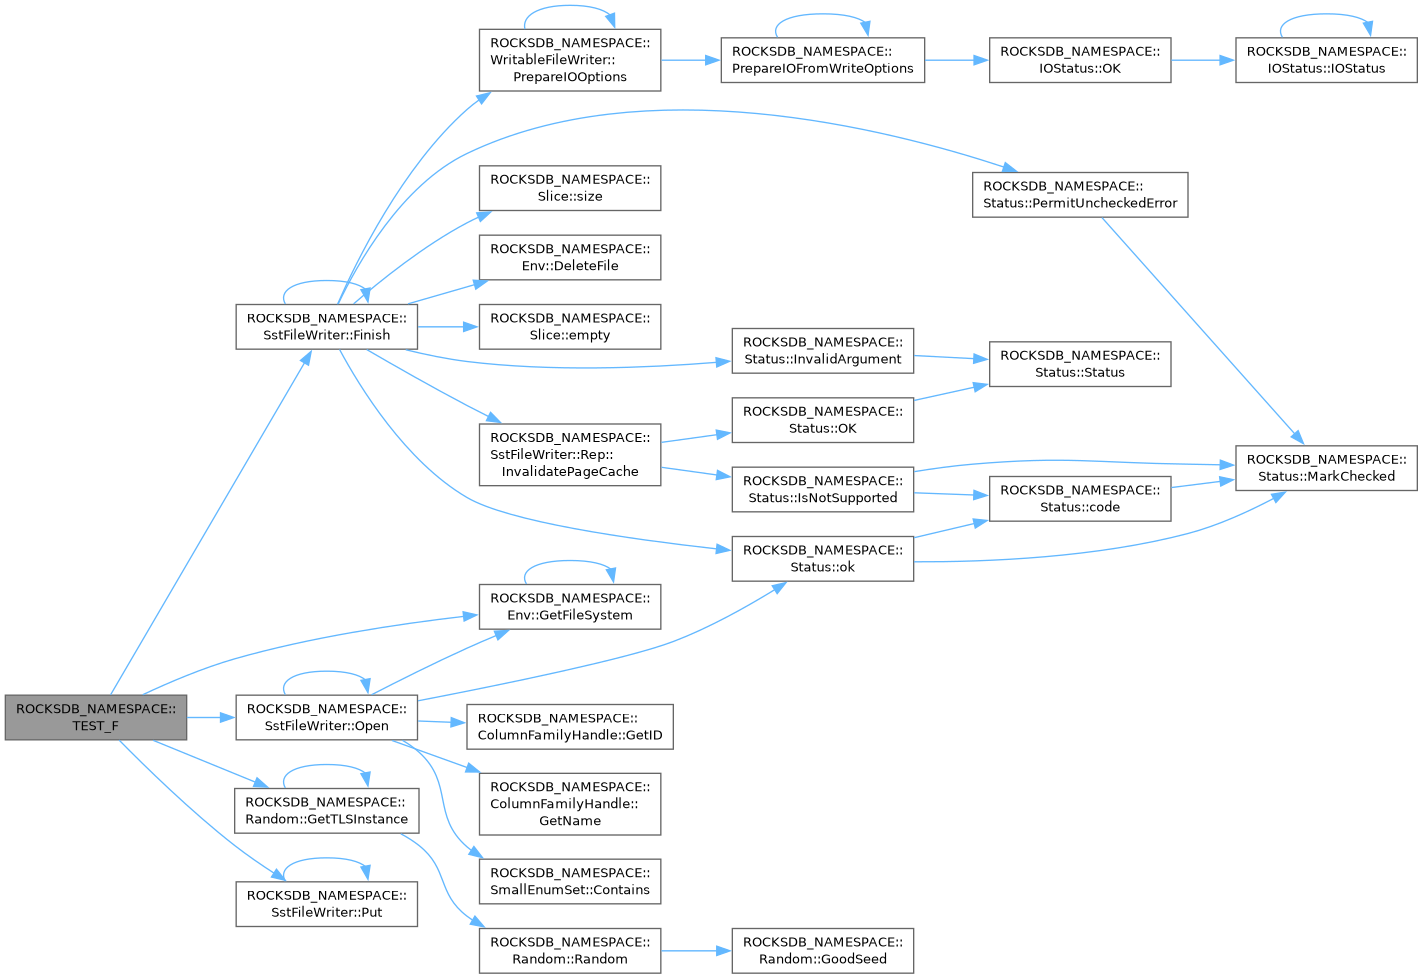 ROCKSDB_NAMESPACE::
WritableFileWriter::
PrepareIOOptions
ROCKSDB_NAMESPACE::
PrepareIOFromWriteOptions
ROCKSDB_NAMESPACE::
IOStatus::OK
ROCKSDB_NAMESPACE::
IOStatus::IOStatus
ROCKSDB_NAMESPACE::
Slice::size
ROCKSDB_NAMESPACE::
Status::PermitUncheckedError
ROCKSDB_NAMESPACE::
Env::DeleteFile
ROCKSDB_NAMESPACE::
SstFileWriter::Finish
ROCKSDB_NAMESPACE::
Slice::empty
ROCKSDB_NAMESPACE::
Status::InvalidArgument
ROCKSDB_NAMESPACE::
Status::Status
ROCKSDB_NAMESPACE::
Status::OK
ROCKSDB_NAMESPACE::
SstFileWriter::Rep::
InvalidatePageCache
ROCKSDB_NAMESPACE::
Status::IsNotSupported
ROCKSDB_NAMESPACE::
Status::code
ROCKSDB_NAMESPACE::
Status::MarkChecked
ROCKSDB_NAMESPACE::
Status::ok
ROCKSDB_NAMESPACE::
Env::GetFileSystem
ROCKSDB_NAMESPACE::
TEST_F
ROCKSDB_NAMESPACE::
SstFileWriter::Open
ROCKSDB_NAMESPACE::
ColumnFamilyHandle::GetID
ROCKSDB_NAMESPACE::
ColumnFamilyHandle::
GetName
ROCKSDB_NAMESPACE::
Random::GetTLSInstance
ROCKSDB_NAMESPACE::
SmallEnumSet::Contains
ROCKSDB_NAMESPACE::
SstFileWriter::Put
ROCKSDB_NAMESPACE::
Random::Random
ROCKSDB_NAMESPACE::
Random::GoodSeed